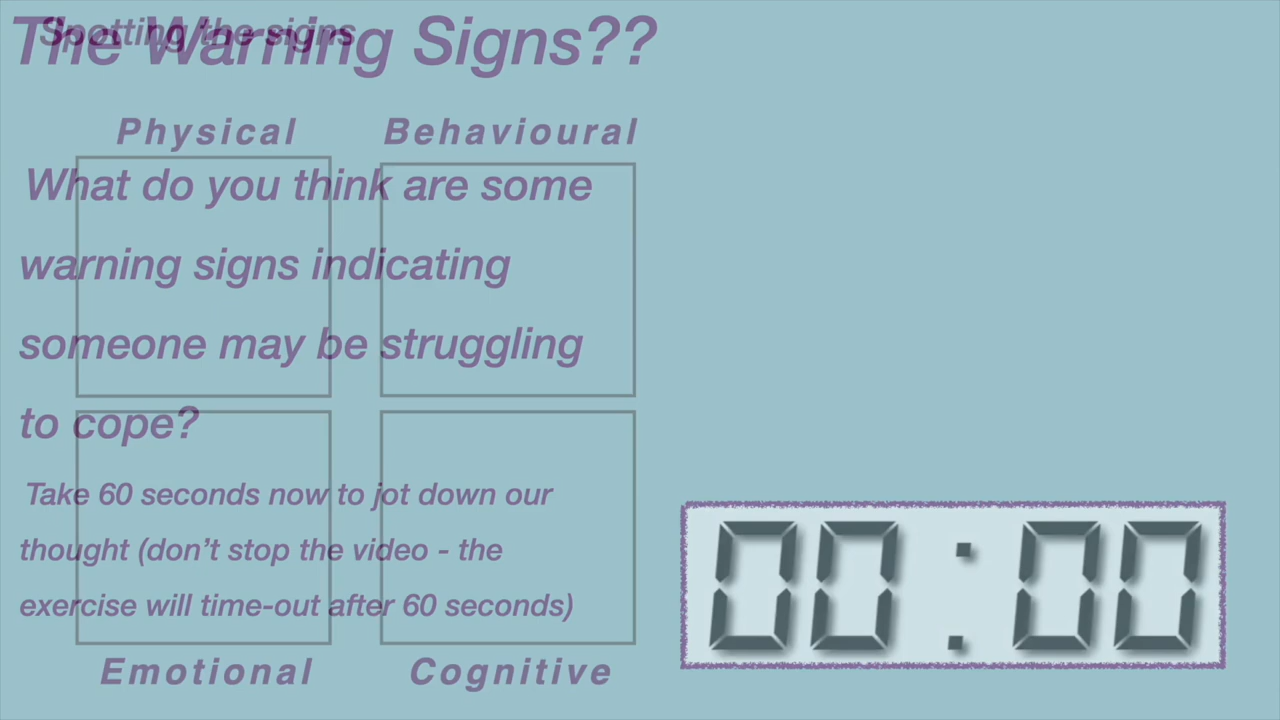 The Warning Signs??
Spotting the signs
Physical
Behavioural
What do you think are some
warning signs indicating
someone may be struggling
to cope?
Take 60 seconds now to jot down our
thought (don’t stop the video - the
exercise will time-out after 60 seconds)
00:00
Emotional
Cognitive